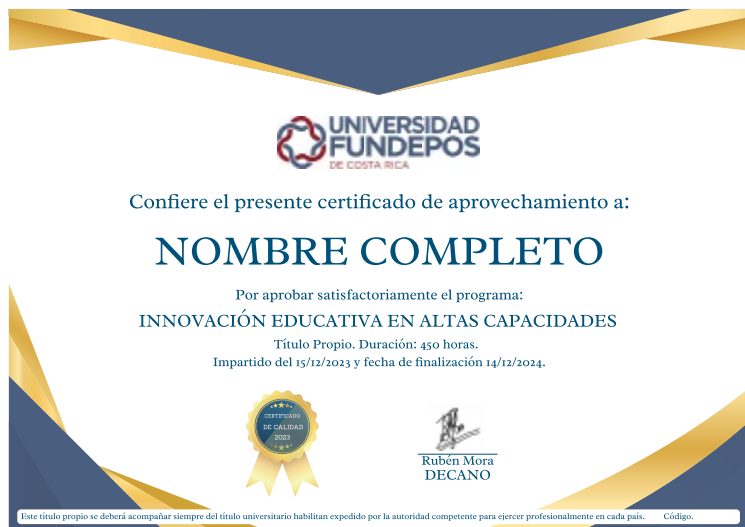 UNIVERSIDAD
FUNDEPOS
DE COSTA RICA
Confiere el presente certificado de aprovechamiento a:
NOMBRE COMPLETO
Por aprobar satisfactoriamente el programa:
INNOVACIÓN EDUCATIVA EN ALTAS CAPACIDADES
Título Propio. Duración: 450 horas.
Impartido del 15/12/2023 y fecha de finalización 14/12/2024.
CERTIFICADO
DE CALIDAD
2023
Rubén Mora
DECANO
Este título propio se deberá acompañar siempre del título universitario habilitan expedido por la autoridad competente para ejercer profesionalmente en cada país. Código.